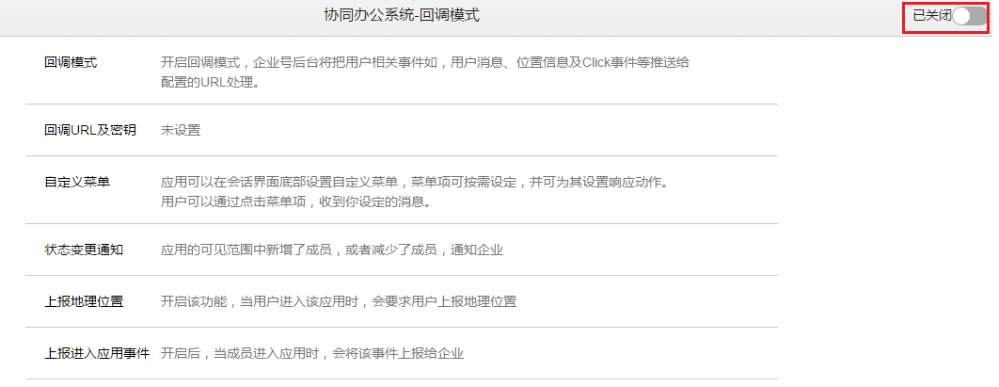 协同办公系统-回调模式
已关闭
回调模式 开启回调模式，企业号后台将把用户相关事件如，用户消息、位置信息及Click事件等推送给
配置的URL处理。
回调URL及密钥 未设置
自定义菜单 应用可以在会话界面底部设置自定义菜单，菜单项可按需设定，并可为其设置响应动作。
用户可以通过点击菜单项，收到你设定的消息。
状态变更通知 应用的可见范围中新增了成员，或者减少了成员，通知企业
上报地理位置 开启该功能，当用户进入该应用时，会要求用户上报地理位置
上报进入应用事件 开启后，当成员进入应用时，会将该事件上报给企业